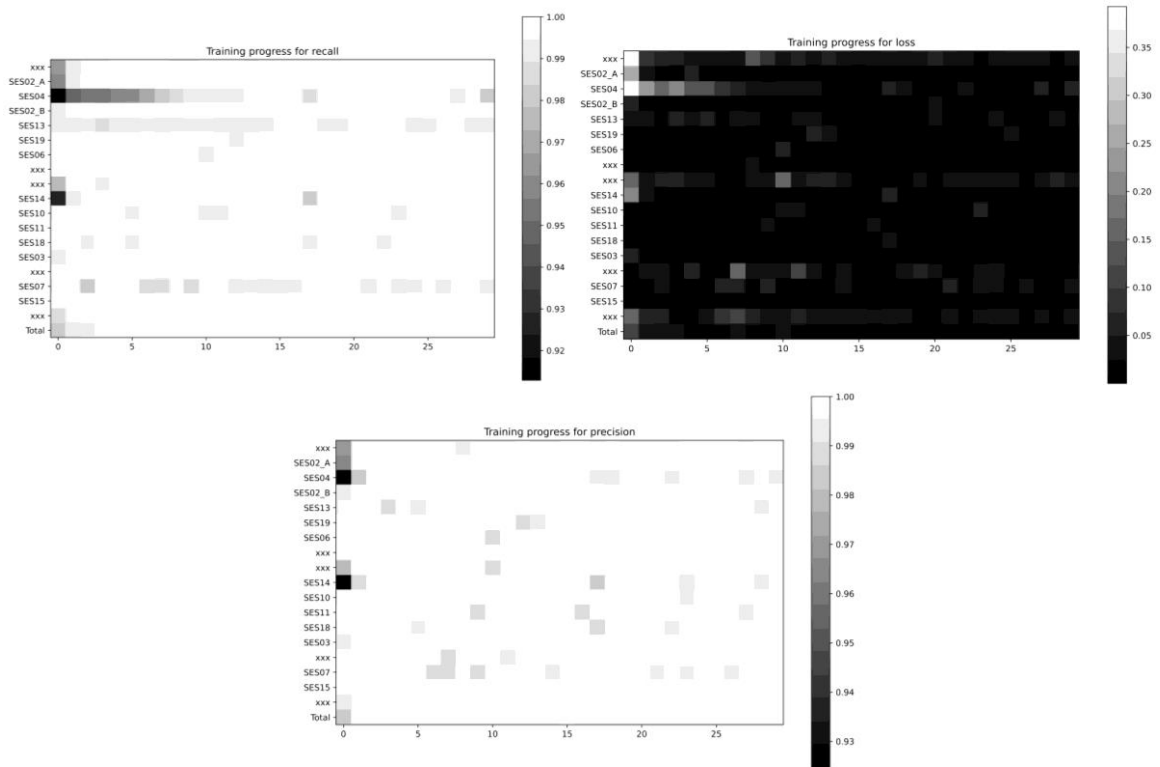 Training progress for recall
xxx
SES02_A
SES04
SES02_B
SES13
SES19
SES06
xxx
xxx
SES14
SES10
SES11
SES18
SES03
xxx
SES07
SES15
xxx
Total
0 5 10 15 20 25
1.00
0.99
0.98
0.97
0.96
0.95
0.94
0.93
0.92
Training progress for loss
xxx
SES02_A
SES04
SES02_B
SES13
SES19
SES06
xxx
xxx
SES14
SES10
SES11
SES18
SES03
xxx
SES07
SES15
xxx
Total
0 5 10 15 20 25
0.35
0.30
0.25
0.20
0.15
0.10
0.05
Training progress for precision
xxx
SES02_A
SES04
SES02_B
SES13
SES19
SES06
xxx
xxx
SES14
SES10
SES11
SES18
SES03
xxx
SES07
SES15
xxx
Total
0 5 10 15 20 25
1.00
0.99
0.98
0.97
0.96
0.95
0.94
0.93